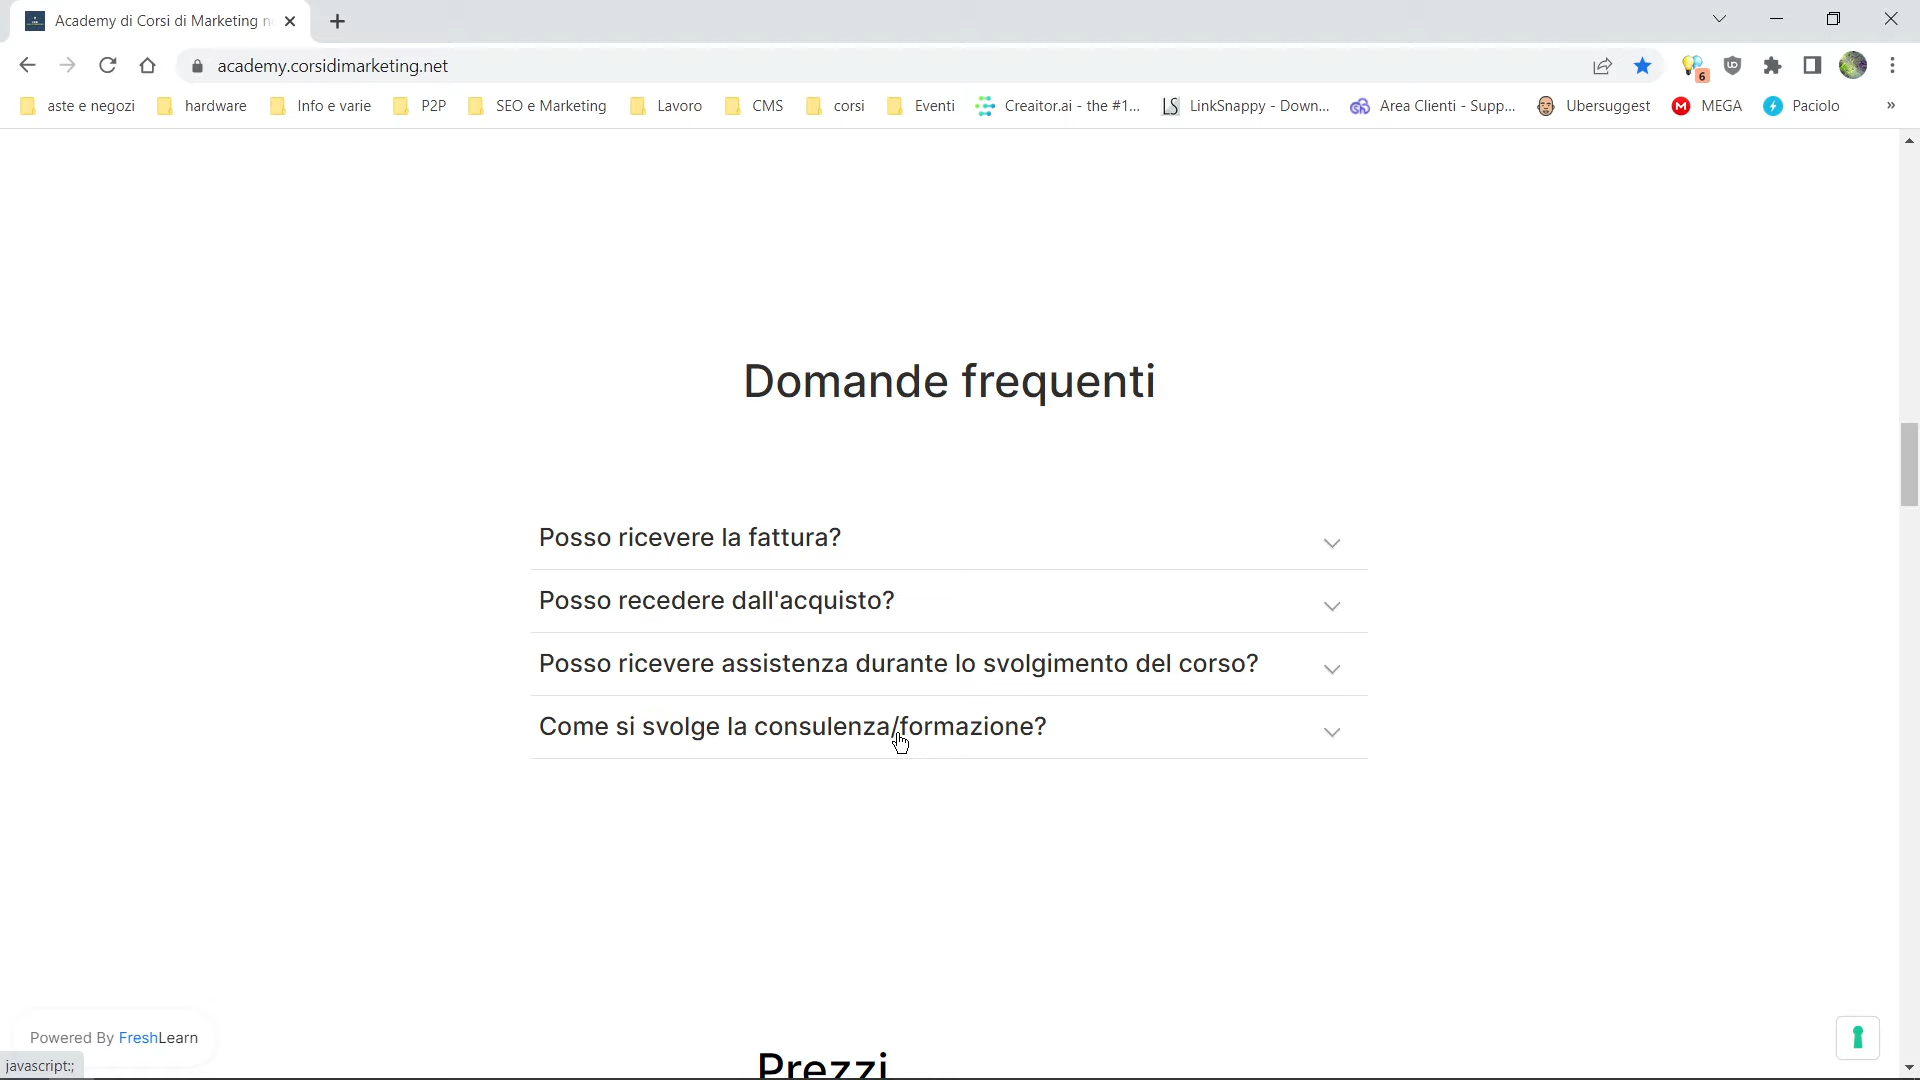 Academy di Corsi di Marketing
academy.corsidimarketing.net
6
aste e negozi hardware Info e varie P2P SEO e Marketing Lavoro CMS corsi Eventi Creaitor.ai - the #1... LS LinkSnappy - Down... Area Clienti - Supp... Ubersuggest M MEGA Paciolo »
Domande frequenti
Posso ricevere la fattura?
Posso recedere dall'acquisto?
Posso ricevere assistenza durante lo svolgimento del corso?
Come si svolge la consulenza/formazione?
Powered By FreshLearn
javascript:;
Prezzi